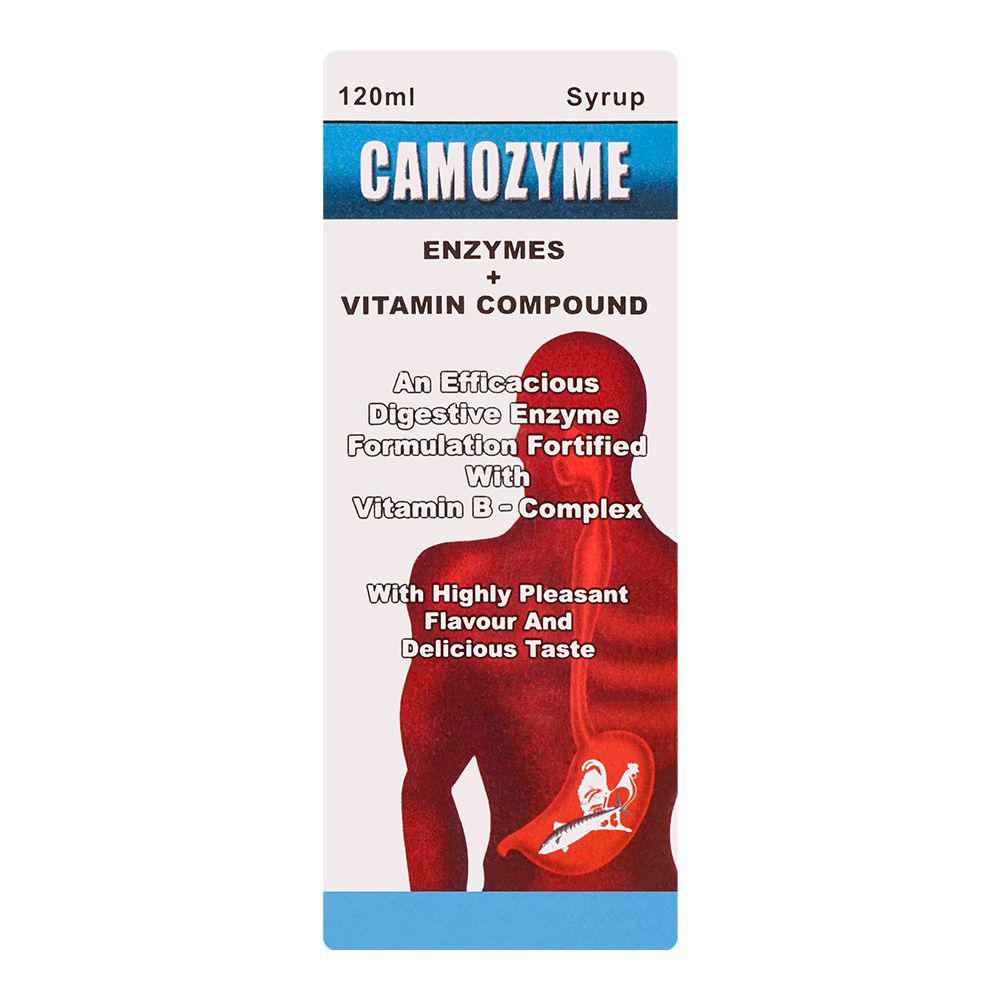 120ml Syrup
CAMOZYME
ENZYMES
+
VITAMIN COMPOUND
An Efficacious
Digestive Enzyme
Formulation Fortified
With
Vitamin B - Complex
With Highly Pleasant
Flavour And
Delicious Taste